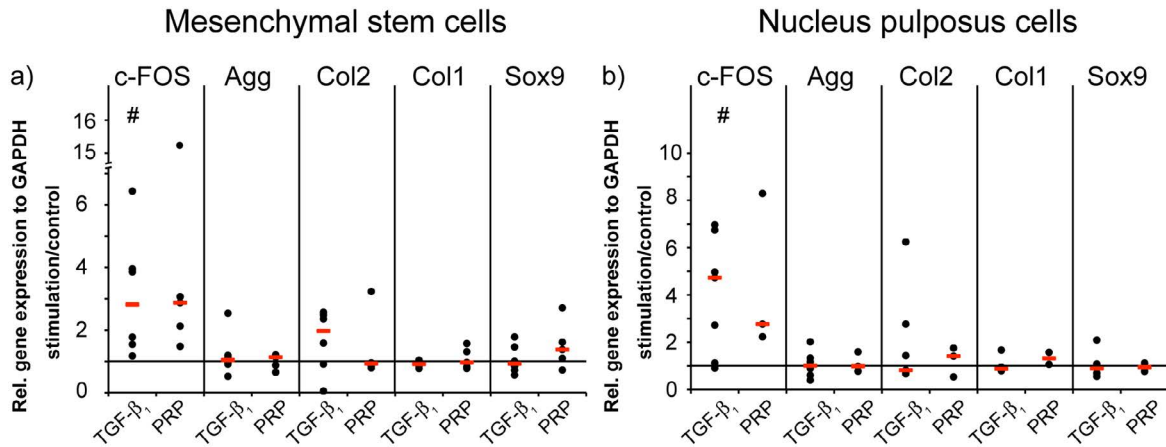 Mesenchymal stem cells
a)
c-FOS Agg Col2 Col1 Sox9
#
Rel. gene expression to GAPDH
stimulation/control
16
15
6
4
2
0
TGF-β₁ PRP TGF-β₁ PRP TGF-β₁ PRP TGF-β₁ PRP TGF-β₁ PRP
Nucleus pulposus cells
b)
c-FOS Agg Col2 Col1 Sox9
#
Rel. gene expression to GAPDH
stimulation/control
10
8
6
4
2
0
TGF-β₁ PRP TGF-β₁ PRP TGF-β₁ PRP TGF-β₁ PRP TGF-β₁ PRP